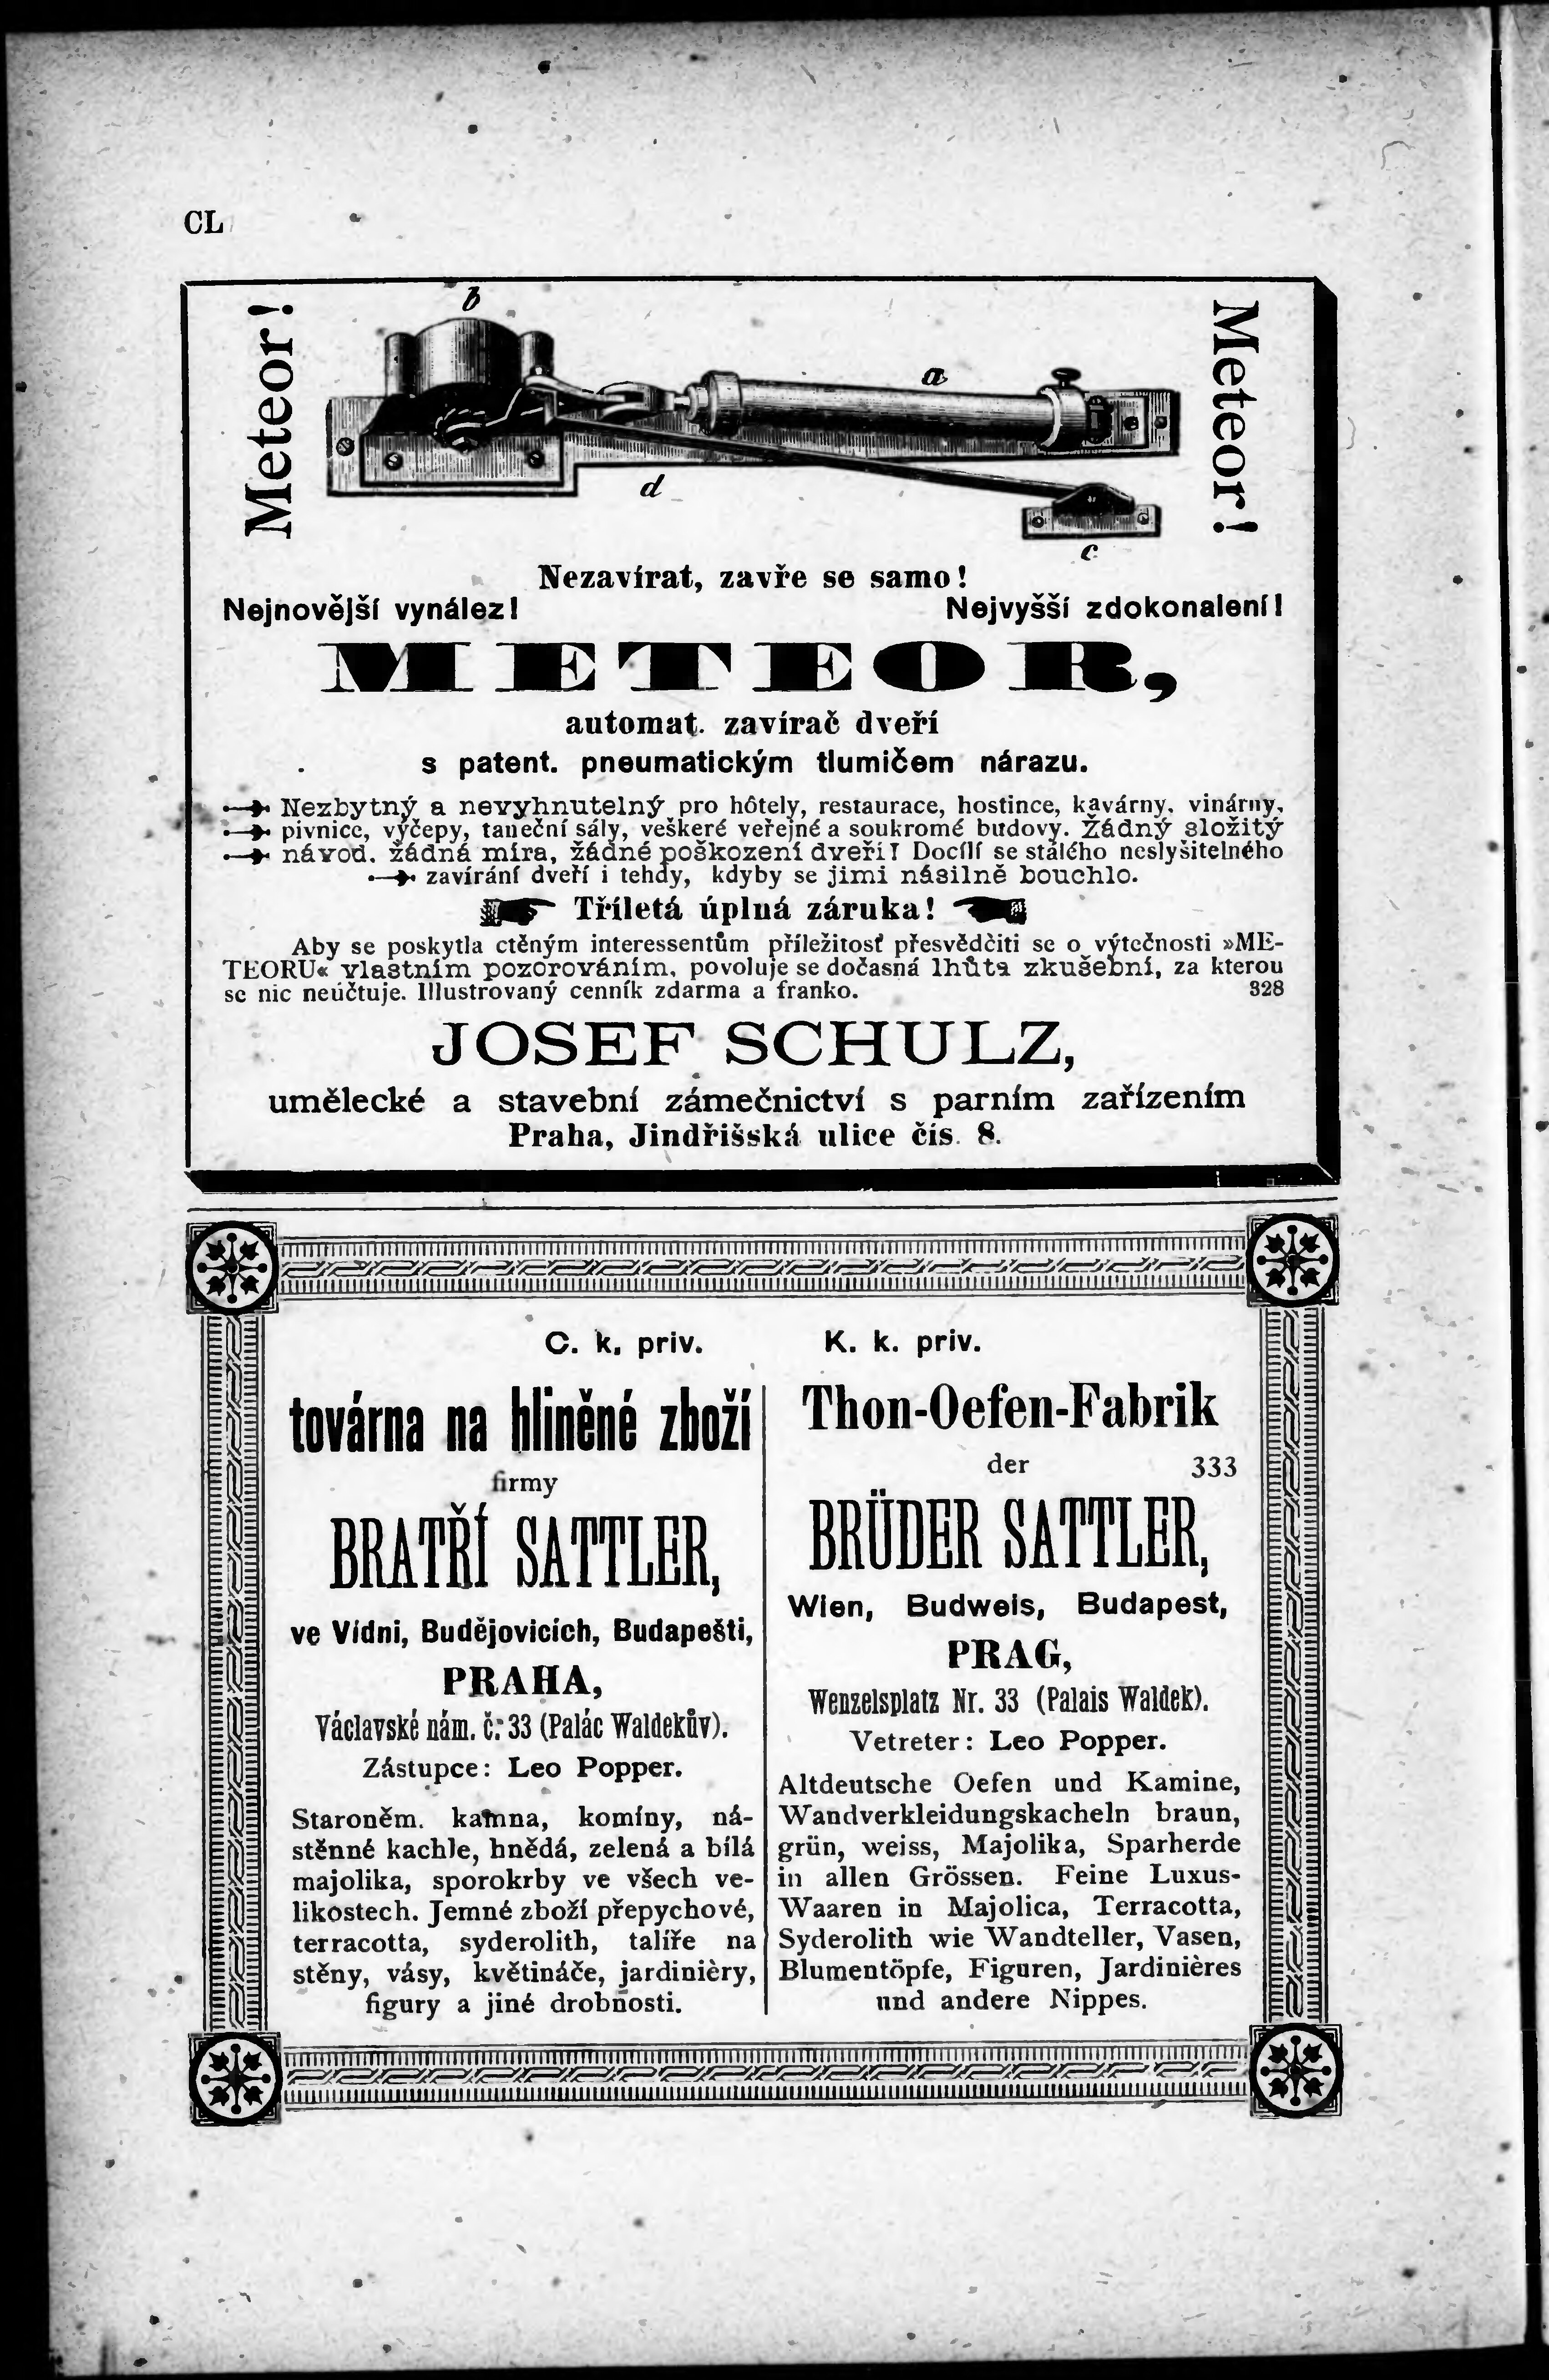 CL
Meteor!
b
a
d
c
Meteor!
Nezavírat, zavře se samo!
Nejnovější vynález! Nejvyšší zdokonalení!
METEOR,
automat. zavírač dveří
s patent. pneumatickým tlumičem nárazu.
Nezbytný a nevyhnutelný pro hôtely, restaurace, hostince, kavárny, vinárny,
pivnice, výčepy, taneční sály, veškeré veřejné a soukromé budovy. Žádný složitý
návod, žádná míra, žádné poškození dveří! Docílí se stálého neslyšitelného
zavírání dveří i tehdy, kdyby se jimi násilně bouchlo.
Tříletá úplná záruka!
Aby se poskytla ctěným interessentům příležitosť přesvědčiti se o výtečnosti »ME-
TEORU« vlastním pozorováním, povoluje se dočasná lhůta zkušební, za kterou
se nic neúčtuje. Illustrovaný cenník zdarma a franko. 328
JOSEF SCHULZ,
umělecké a stavební zámečnictví s parním zařízením
Praha, Jindřišská ulice čís. 8.
C. k. priv.
továrna na hliněné zboží
firmy
BRATŘÍ SATTLER,
ve Vídni, Budějovicích, Budapešti,
PRAHA,
Václavské nám. č. 33 (Palác Waldekův).
Zástupce: Leo Popper.
Staroněm. kamna, komíny, ná-
stěnné kachle, hnědá, zelená a bílá
majolika, sporokrby ve všech ve-
likostech. Jemné zboží přepychové,
terracotta, syderolith, talíře na
stěny, vásy, květináče, jardinièry,
figury a jiné drobnosti.
K. k. priv.
Thon-Oefen-Fabrik
der 333
BRÜDER SATTLER,
Wien, Budweis, Budapest,
PRAG,
Wenzelsplatz Nr. 33 (Palais Waldek).
Vetreter: Leo Popper.
Altdeutsche Oefen und Kamine,
Wandverkleidungskacheln braun,
grün, weiss, Majolika, Sparherde
in allen Grössen. Feine Luxus-
Waaren in Majolica, Terracotta,
Syderolith wie Wandteller, Vasen,
Blumentöpfe, Figuren, Jardinières
und andere Nippes.